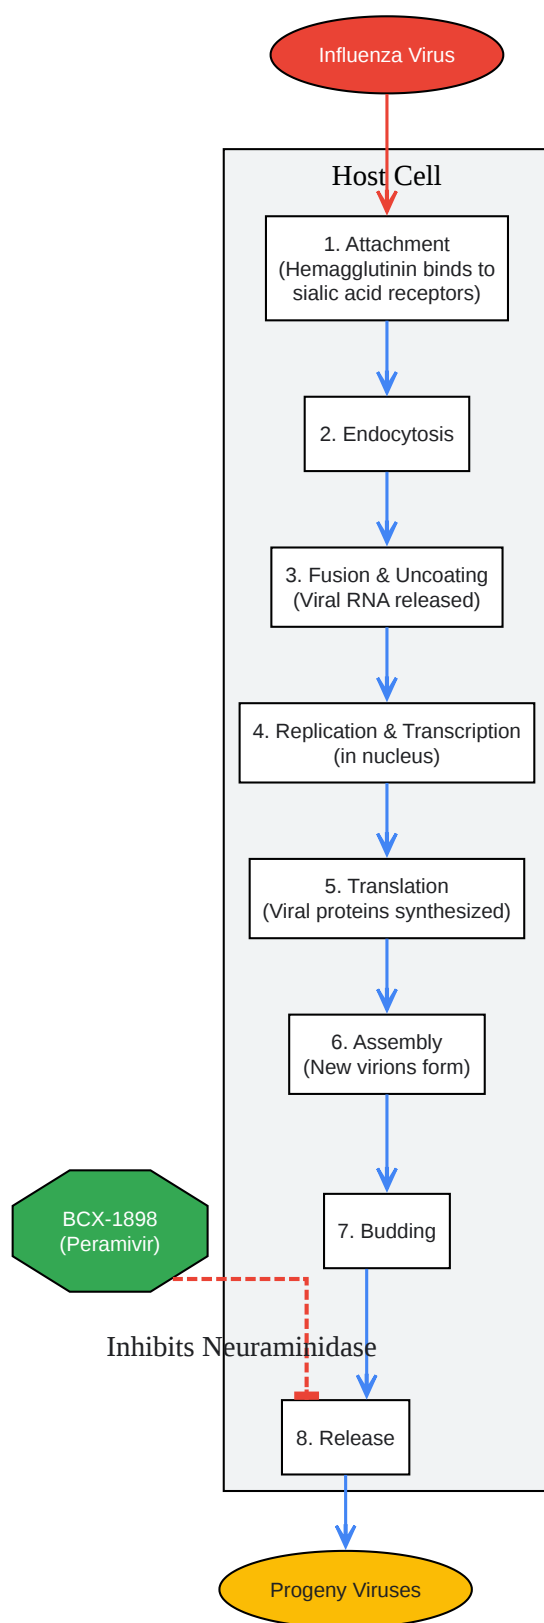 Influenza Virus
Host Cell
1. Attachment
(Hemagglutinin binds to
sialic acid receptors)
2. Endocytosis
3. Fusion & Uncoating
(Viral RNA released)
4. Replication & Transcription
(in nucleus)
5. Translation
(Viral proteins synthesized)
6. Assembly
(New virions form)
BCX-1898
(Peramivir)
7. Budding
Inhibits Neuraminidase
8. Release
Progeny Viruses